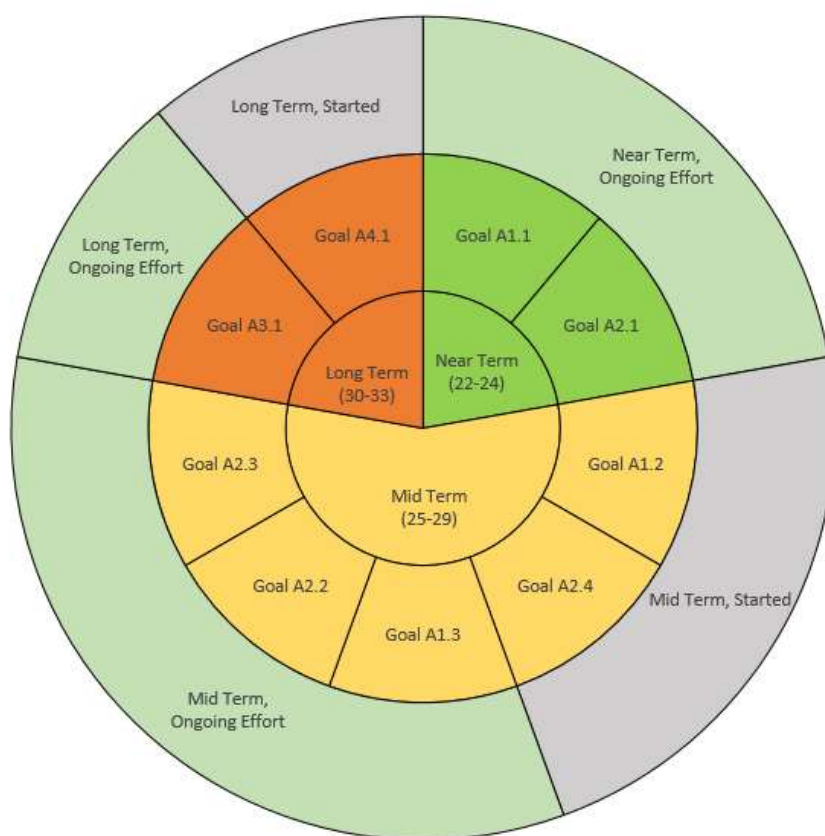 Long Term, Started
Near Term,
Ongoing Effort
Long Term,
Ongoing Effort
Goal A4.1
Goal A1.1
Goal A3.1
Goal A2.1
Long Term
(30-33)
Near Term
(22-24)
Goal A2.3
Goal A1.2
Mid Term
(25-29)
Goal A2.2
Goal A2.4
Goal A1.3
Mid Term, Started
Mid Term,
Ongoing Effort